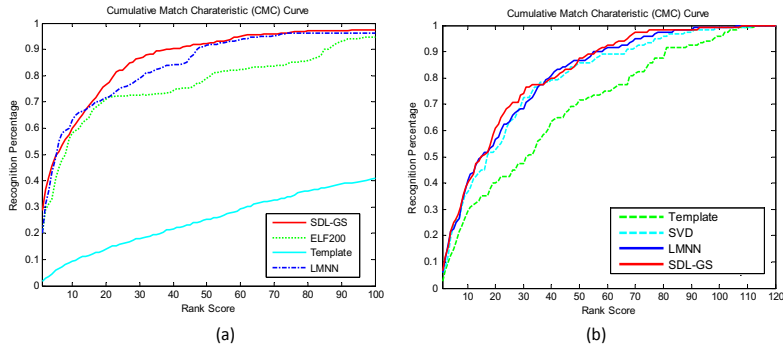 Cumulative Match Charateristic (CMC) Curve
Recognition Percentage
1
0.9
0.8
0.7
0.6
0.5
0.4
0.3
0.2
0.1
0
SDL-GS
ELF200
Template
LMNN
10 20 30 40 50 60 70 80 90 100
Rank Score
(a)
Cumulative Match Charateristic (CMC) Curve
Recognition Percentage
1
0.9
0.8
0.7
0.6
0.5
0.4
0.3
0.2
0.1
0
Template
SVD
LMNN
SDL-GS
10 20 30 40 50 60 70 80 90 100 110 120
Rank Score
(b)